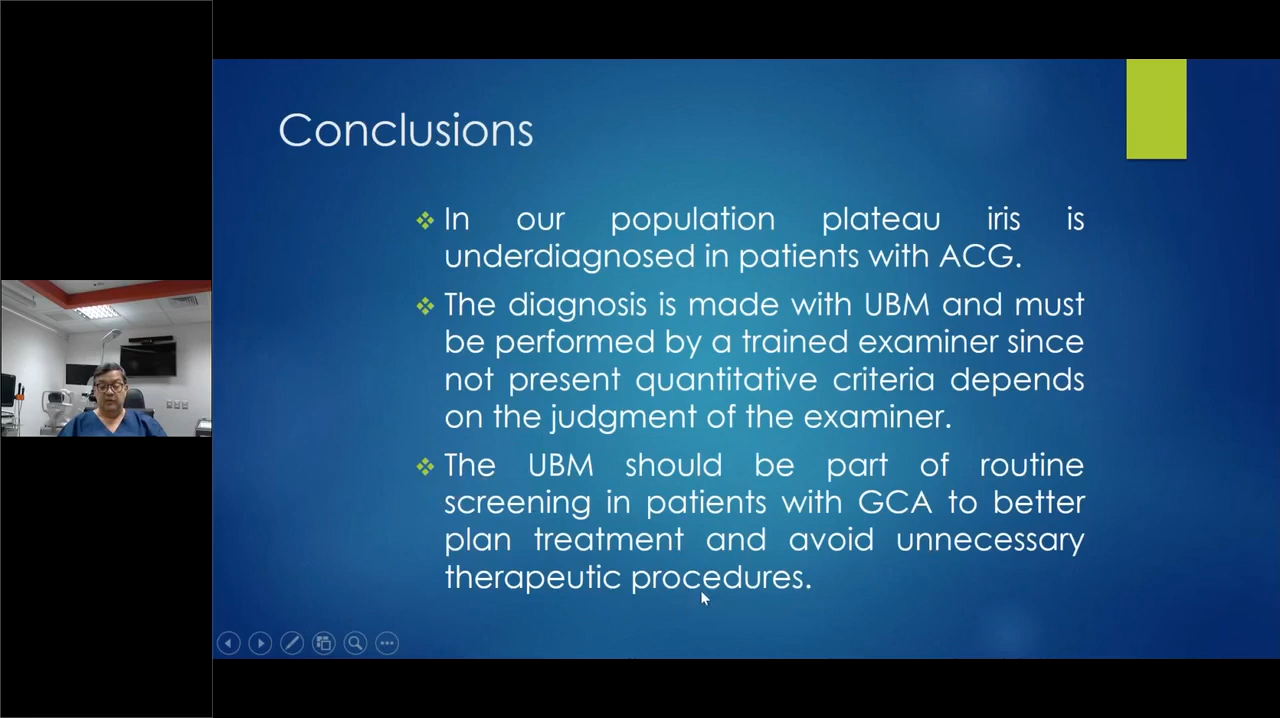 Conclusions
In our population plateau iris is
underdiagnosed in patients with ACG.
The diagnosis is made with UBM and must
be performed by a trained examiner since
not present quantitative criteria depends
on the judgment of the examiner.
The UBM should be part of routine
screening in patients with GCA to better
plan treatment and avoid unnecessary
therapeutic procedures.